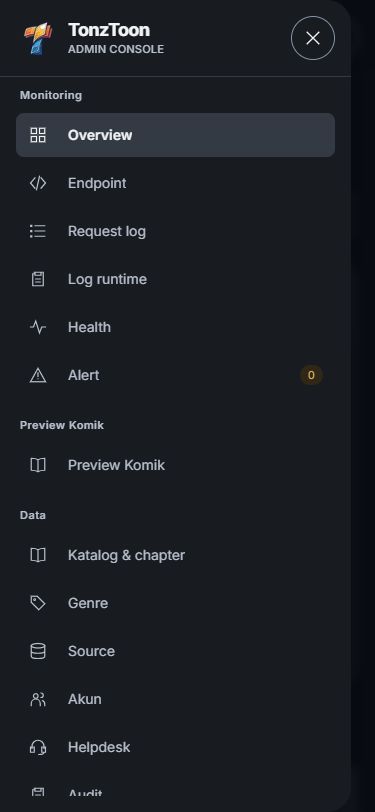 TonzToon
ADMIN CONSOLE
Monitoring
Overview
Endpoint
Request log
Log runtime
Health
Alert 0
Preview Komik
Preview Komik
Data
Katalog & chapter
Genre
Source
Akun
Helpdesk
Audit